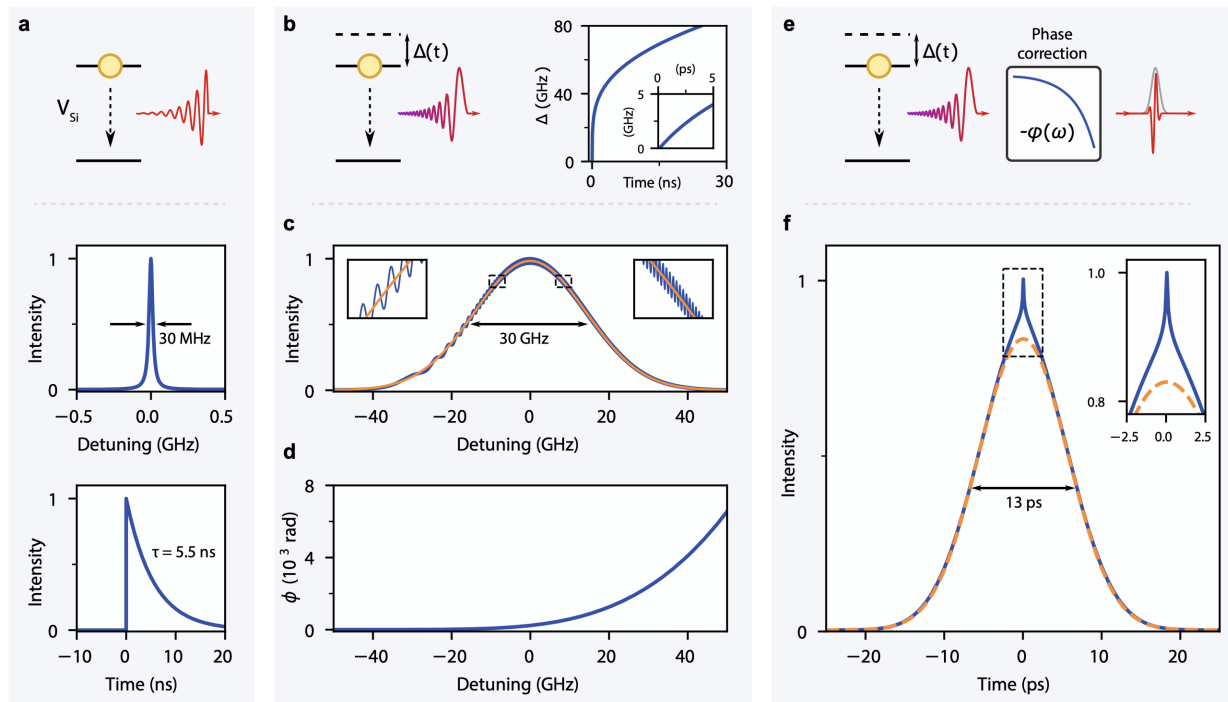 a
V_Si
1
0
Intensity
30 MHz
−0.5
0.0
0.5
Detuning (GHz)
1
0
Intensity
τ = 5.5 ns
−10
0
10
20
Time (ns)
b
Δ(t)
80
40
0
Δ (GHz)
0
Time (ns)
30
0
(ps)
5
5
0
(GHz)
c
1
0
Intensity
30 GHz
−40
−20
0
20
40
Detuning (GHz)
d
8
4
0
ϕ (10³ rad)
−40
−20
0
20
40
Detuning (GHz)
e
Δ(t)
Phase
correction
-φ(ω)
f
1
0
Intensity
13 ps
1.0
0.8
−2.5
0.0
2.5
−20
−10
0
10
20
Time (ps)